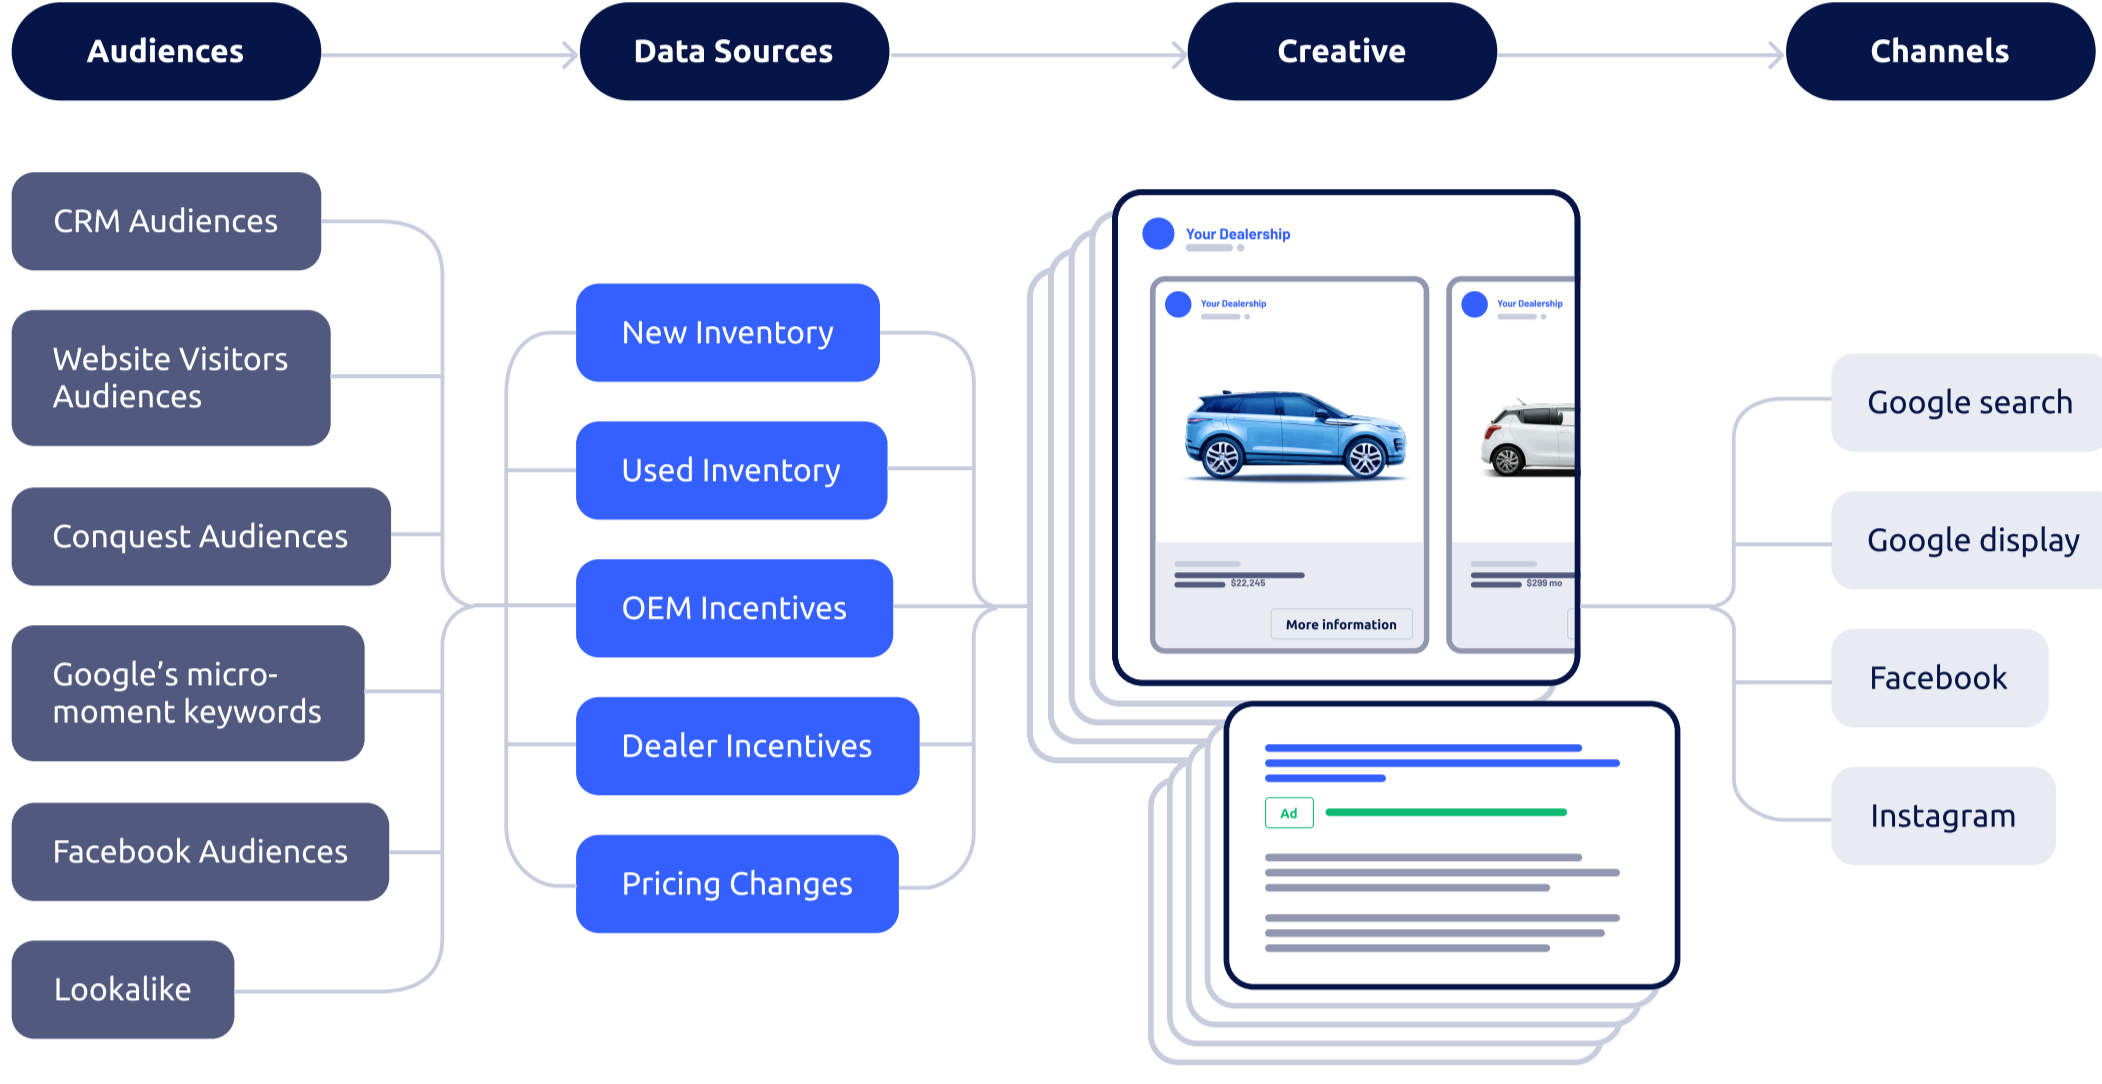 Audiences
Data Sources
Creative
Channels
CRM Audiences
Website Visitors
Audiences
Conquest Audiences
Google’s micro-
moment keywords
Facebook Audiences
Lookalike
New Inventory
Used Inventory
OEM Incentives
Dealer Incentives
Pricing Changes
Your Dealership
Your Dealership
$22,245
More information
Your Dealership
$299 mo
Ad
Google search
Google display
Facebook
Instagram